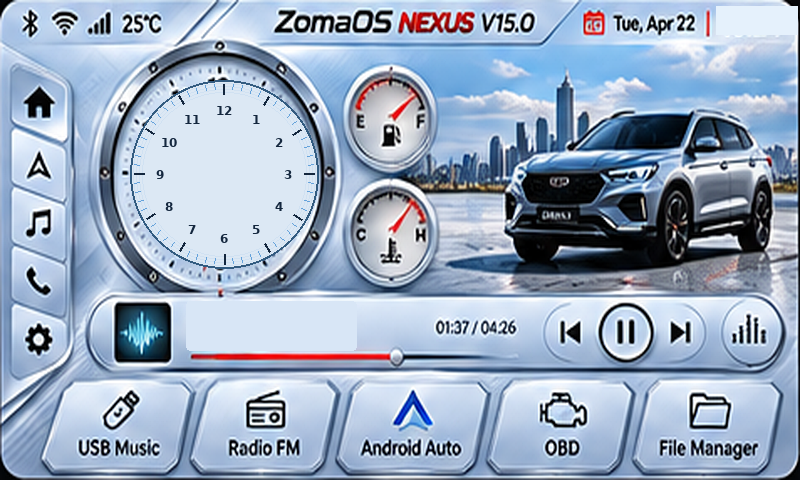 25°C
ZomaOS NEXUS V15.0
Tue, Apr 22
12
11 1
10 2
9 3
8 4
7 5
6
E F
C H
01:37 / 04:26
USB Music
Radio FM
Android Auto
OBD
File Manager